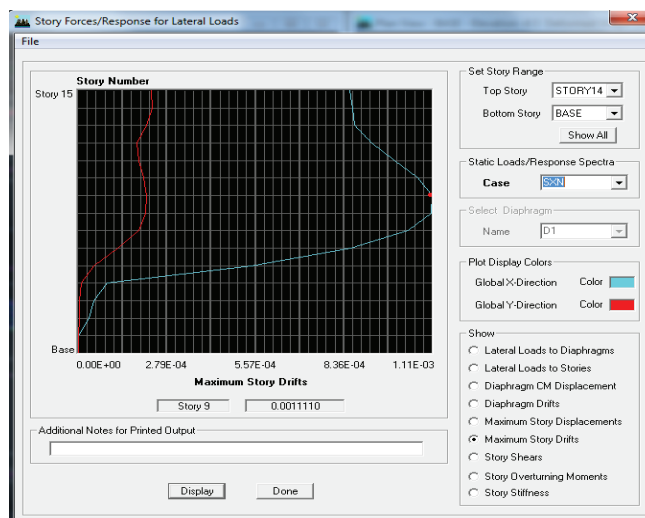 Story Forces/Response for Lateral Loads
File
Story Number
Story 15
Base
0.00E+00 2.79E-04 5.57E-04 8.36E-04 1.11E-03
Maximum Story Drifts
Story 9 0.0011110
Additional Notes for Printed Output
Display Done
Set Story Range
Top Story STORY14
Bottom Story BASE
Show All
Static Loads/Response Spectra
Case SXN
Select Diaphragm
Name D1
Plot Display Colors
Global X-Direction Color
Global Y-Direction Color
Show
Lateral Loads to Diaphragms
Lateral Loads to Stories
Diaphragm CM Displacement
Diaphragm Drifts
Maximum Story Displacements
Maximum Story Drifts
Story Shears
Story Overturning Moments
Story Stiffness